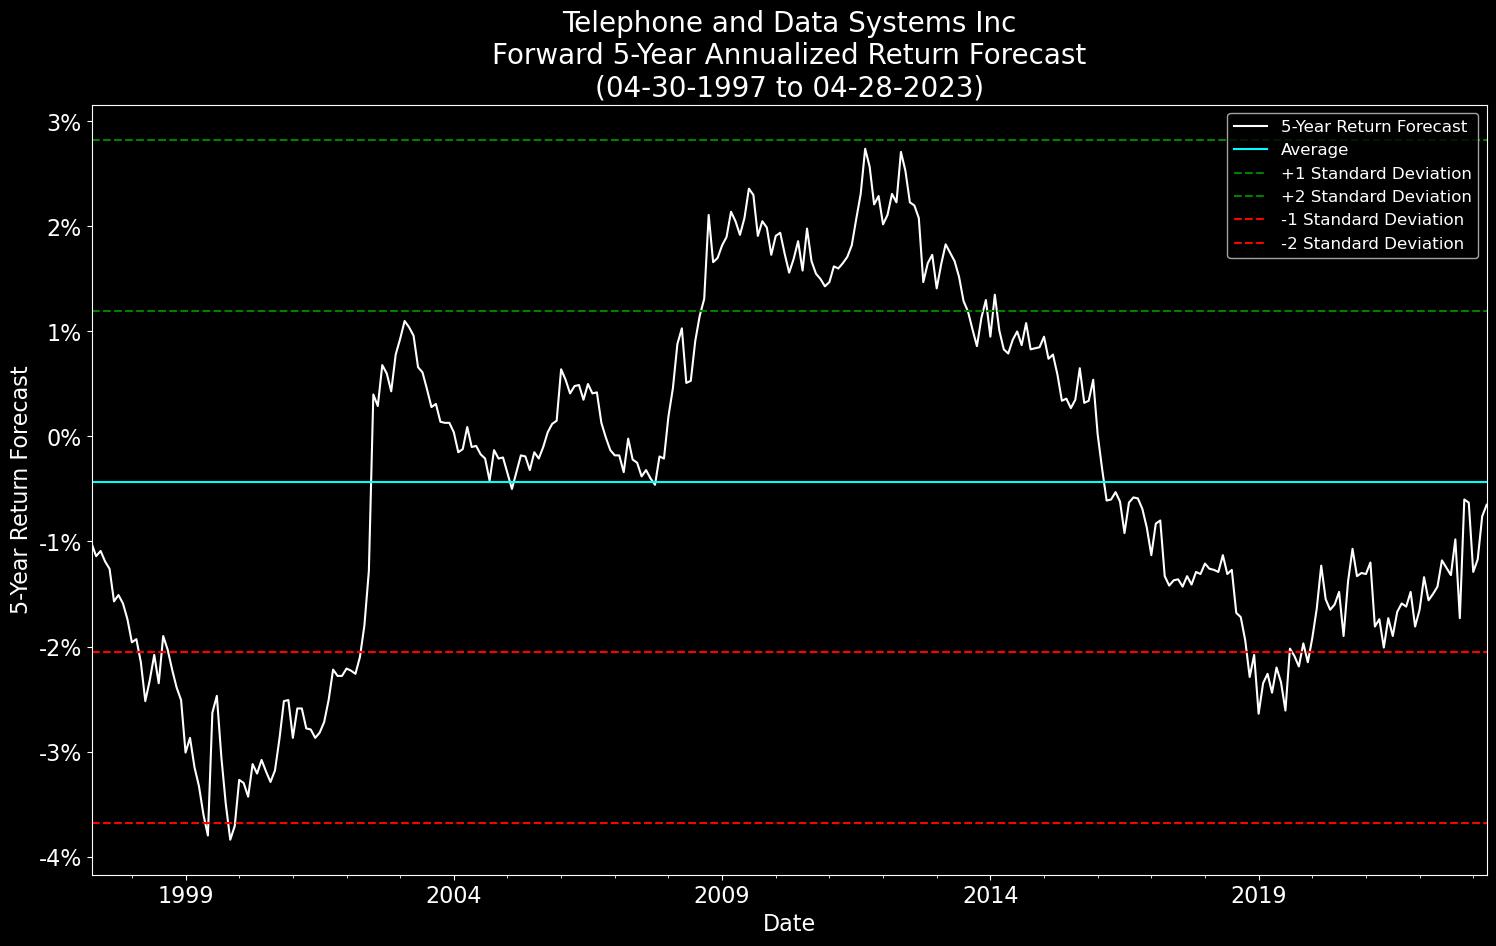 Telephone and Data Systems Inc
Forward 5-Year Annualized Return Forecast
(04-30-1997 to 04-28-2023)
5-Year Return Forecast
Average
+1 Standard Deviation
+2 Standard Deviation
-1 Standard Deviation
-2 Standard Deviation
5-Year Return Forecast
3%
2%
1%
0%
-1%
-2%
-3%
-4%
1999 2004 2009 2014 2019
Date